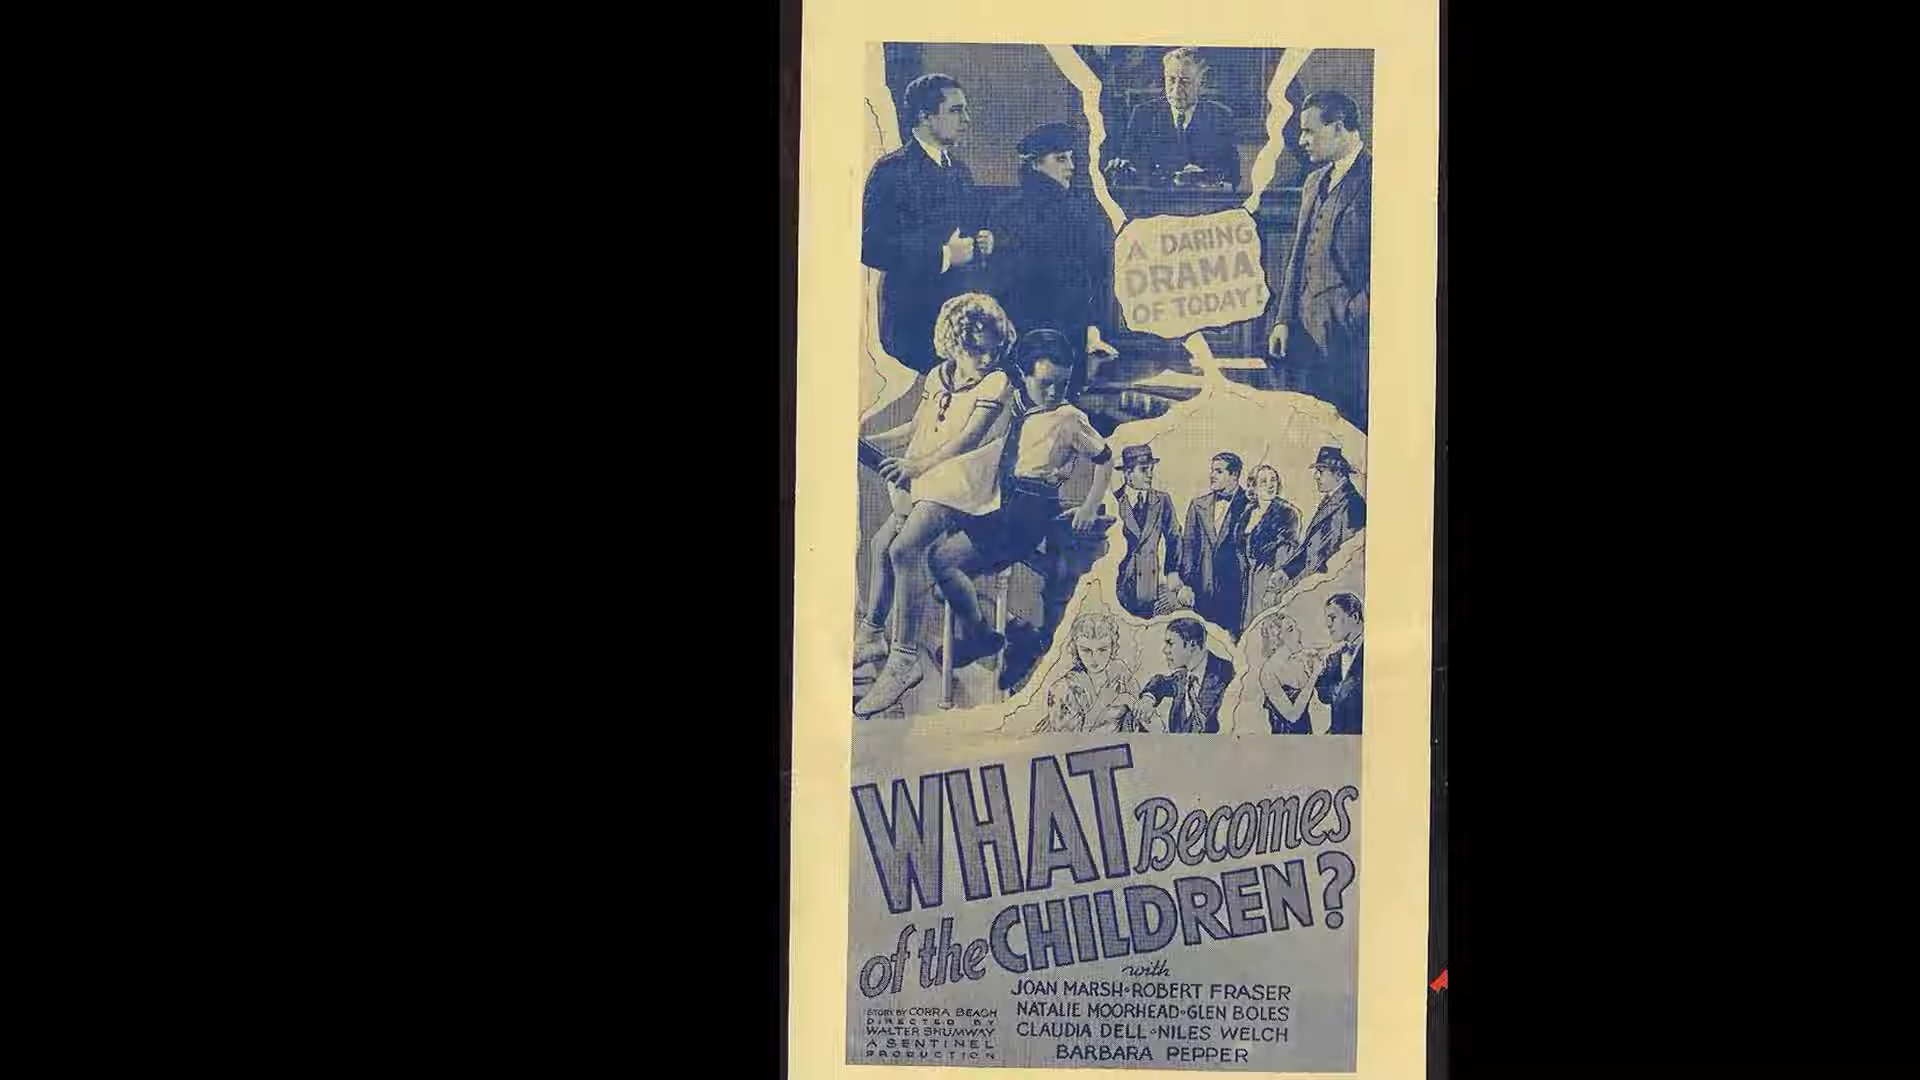 A DARING
DRAMA
OF TODAY!
WHAT Becomes
of the CHILDREN?
with
JOAN MARSH·ROBERT FRASER
NATALIE MOORHEAD·GLEN BOLES
CLAUDIA DELL·NILES WELCH
BARBARA PEPPER
STORY BY CORRA BEACH
DIRECTED BY
WALTER SHUMWAY
A SENTINEL
PRODUCTION